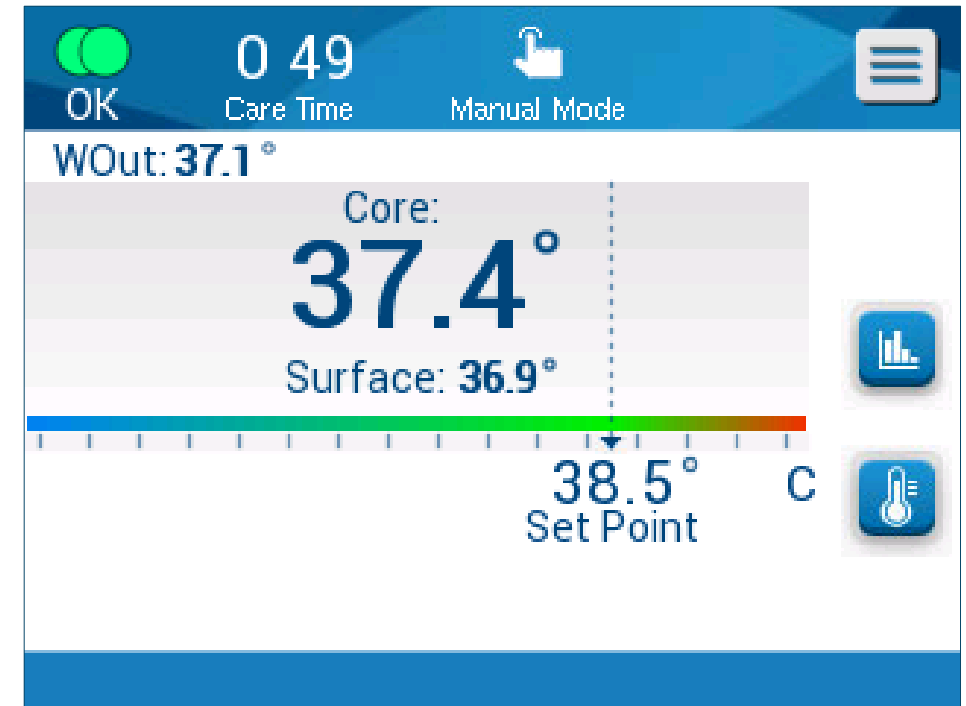 0 49
OK
Care Time
Manual Mode
WOut: 37.1°
Core:
37.4°
Surface: 36.9°
38.5° C
Set Point